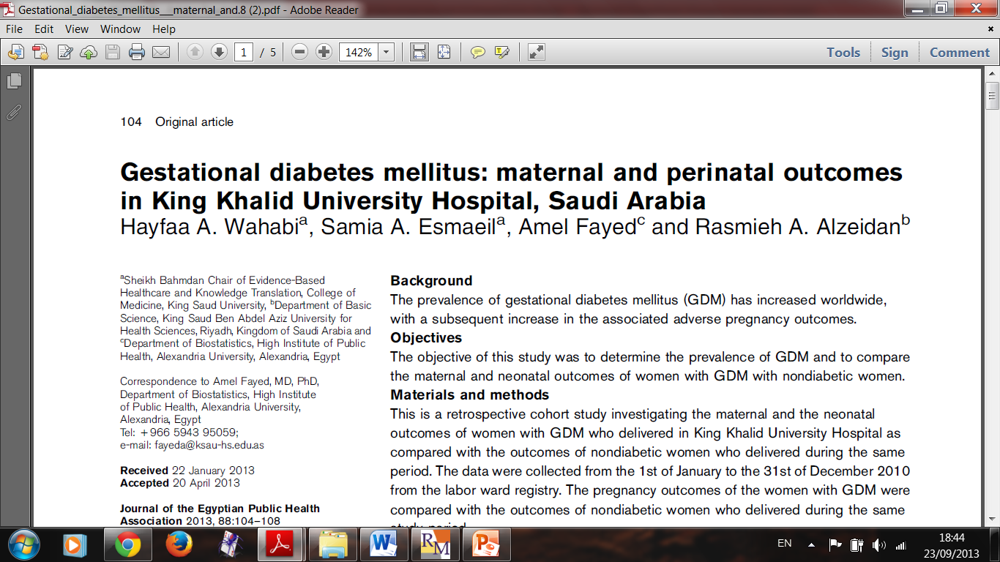 Gestational_diabetes_mellitus___maternal_and.8 (2).pdf - Adobe Reader
File Edit View Window Help
1 / 5 142% Tools Sign Comment
104 Original article
Gestational diabetes mellitus: maternal and perinatal outcomes
in King Khalid University Hospital, Saudi Arabia
Hayfaa A. Wahabia, Samia A. Esmaeila, Amel Fayedc and Rasmieh A. Alzeidanb
aSheikh Bahmdan Chair of Evidence-Based
Healthcare and Knowledge Translation, College of
Medicine, King Saud University, bDepartment of Basic
Science, King Saud Ben Abdel Aziz University for
Health Sciences, Riyadh, Kingdom of Saudi Arabia and
cDepartment of Biostatistics, High Institute of Public
Health, Alexandria University, Alexandria, Egypt
Correspondence to Amel Fayed, MD, PhD,
Department of Biostatistics, High Institute
of Public Health, Alexandria University,
Alexandria, Egypt
Tel: +966 5943 95059;
e-mail: fayeda@ksau-hs.edu.as
Received 22 January 2013
Accepted 20 April 2013
Journal of the Egyptian Public Health
Association 2013, 88:104–108
Background
The prevalence of gestational diabetes mellitus (GDM) has increased worldwide,
with a subsequent increase in the associated adverse pregnancy outcomes.
Objectives
The objective of this study was to determine the prevalence of GDM and to compare
the maternal and neonatal outcomes of women with GDM with nondiabetic women.
Materials and methods
This is a retrospective cohort study investigating the maternal and the neonatal
outcomes of women with GDM who delivered in King Khalid University Hospital as
compared with the outcomes of nondiabetic women who delivered during the same
period. The data were collected from the 1st of January to the 31st of December 2010
from the labor ward registry. The pregnancy outcomes of the women with GDM were
compared with the outcomes of nondiabetic women who delivered during the same
study period
EN
18:44
23/09/2013